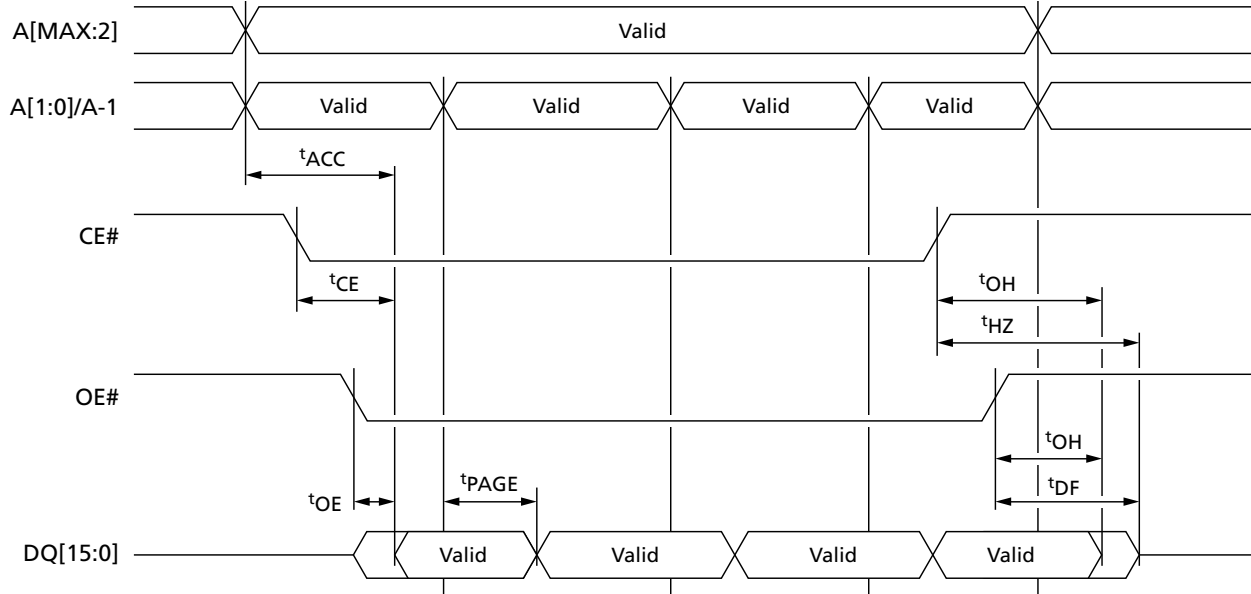 A[MAX:2] Valid
A[1:0]/A-1 Valid Valid Valid Valid
tACC
CE#
tCE tOH
tHZ
OE#
tOH
tPAGE tDF
tOE
DQ[15:0] Valid Valid Valid Valid